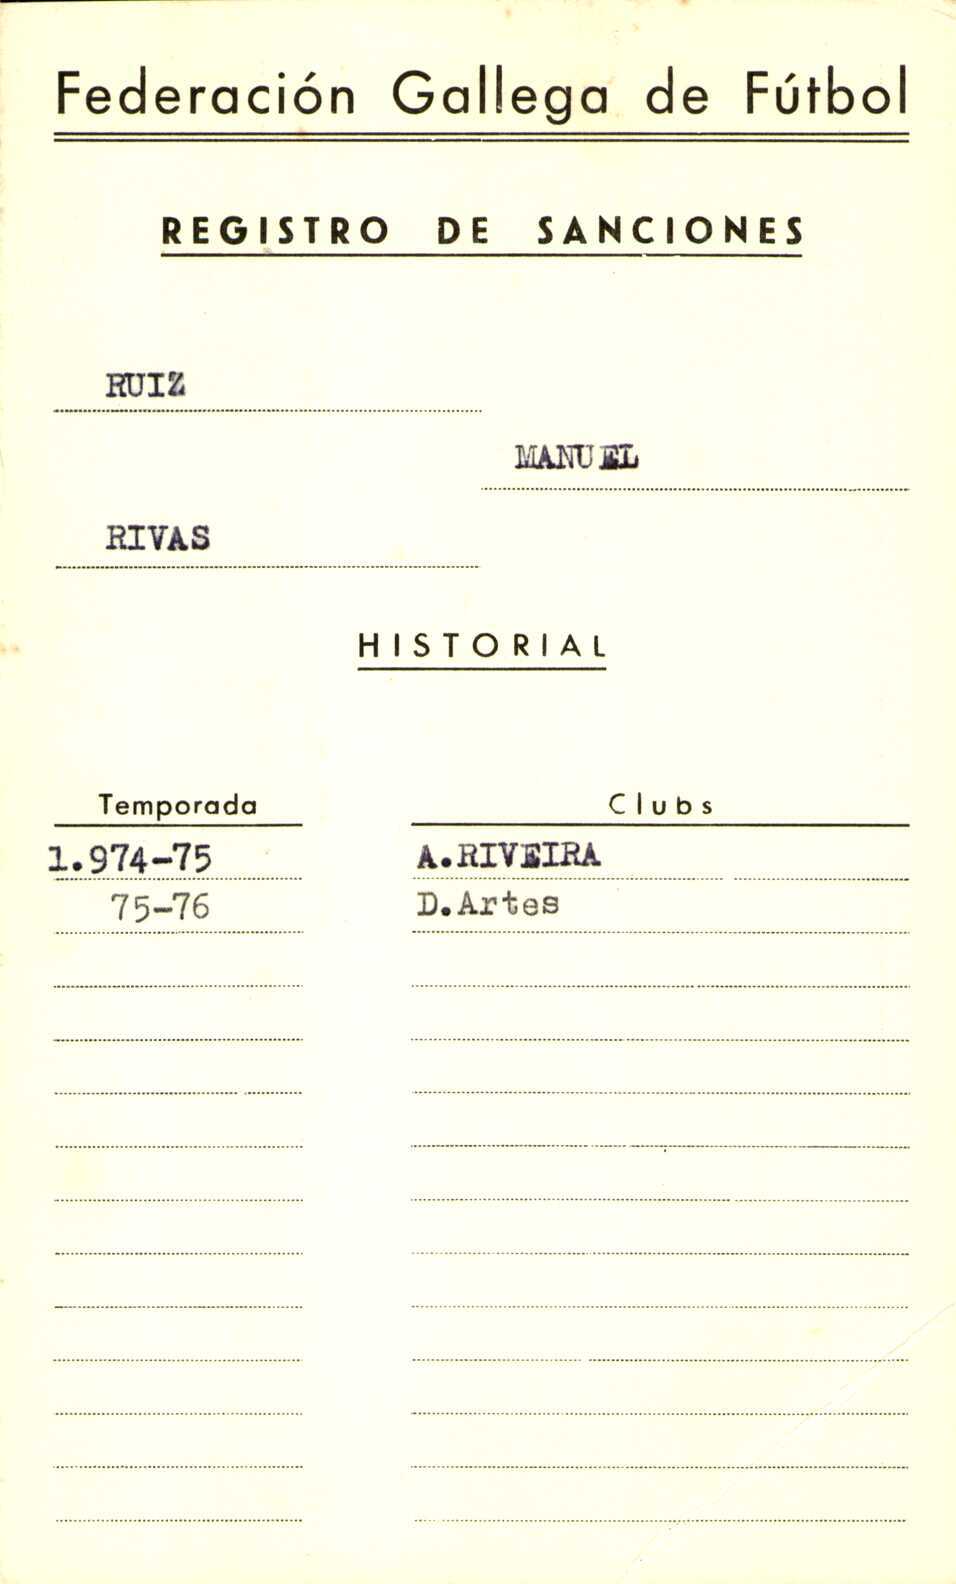 Federación Gallega de Fútbol
REGISTRO DE SANCIONES
RUIZ
MANUEL
RIVAS
HISTORIAL
Temporada Clubs
1.974-75 A.RIVEIRA
75-76 D.Artes